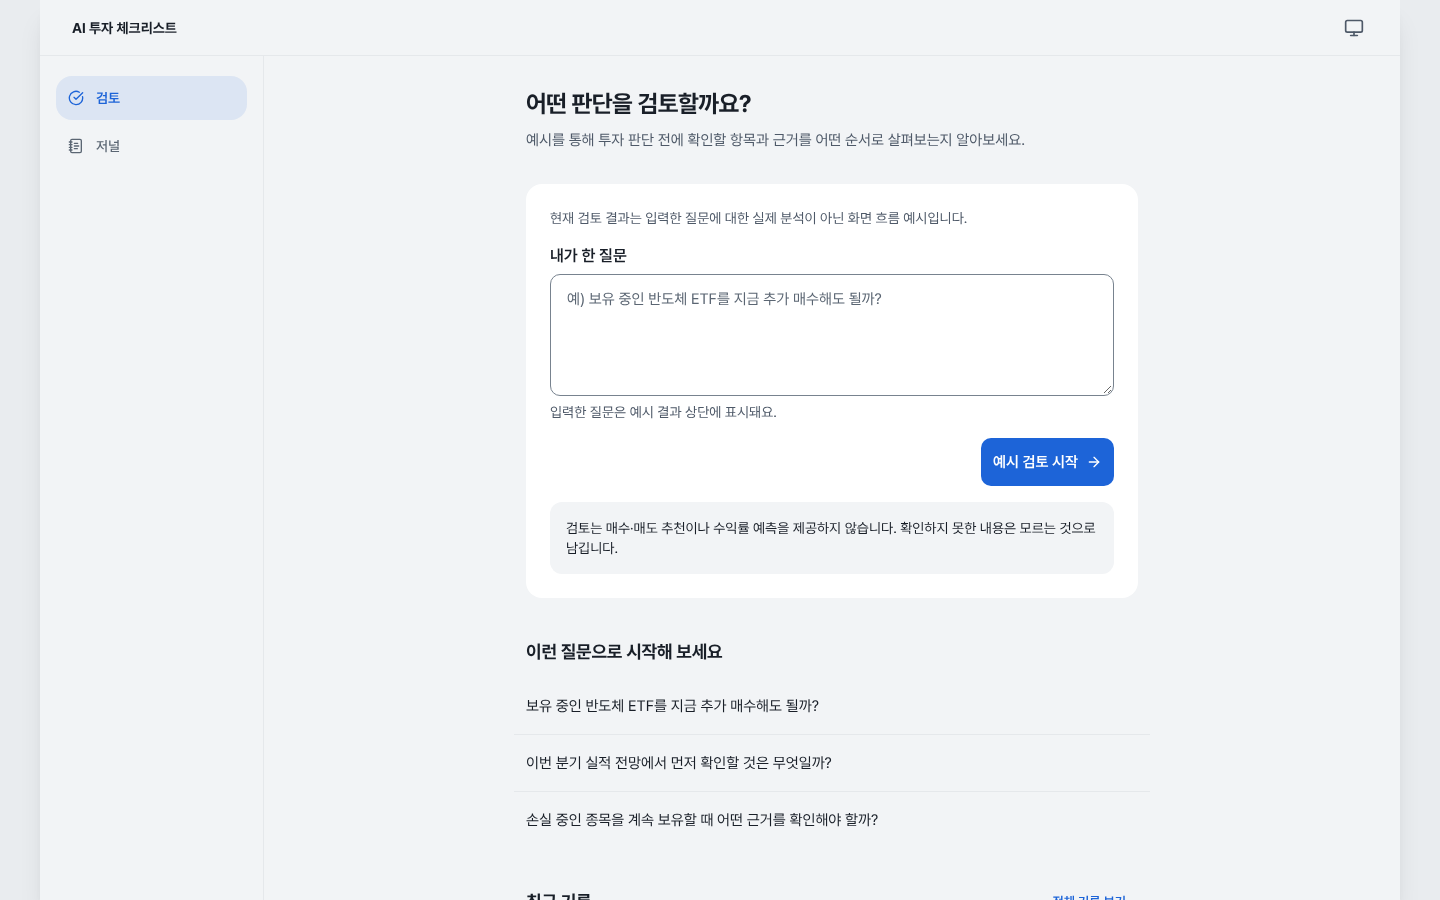 AI 투자 체크리스트
검토
저널
어떤 판단을 검토할까요?
예시를 통해 투자 판단 전에 확인할 항목과 근거를 어떤 순서로 살펴보는지 알아보세요.
현재 검토 결과는 입력한 질문에 대한 실제 분석이 아닌 화면 흐름 예시입니다.
내가 한 질문
예) 보유 중인 반도체 ETF를 지금 추가 매수해도 될까?
입력한 질문은 예시 결과 상단에 표시돼요.
예시 검토 시작
검토는 매수·매도 추천이나 수익률 예측을 제공하지 않습니다. 확인하지 못한 내용은 모르는 것으로
남깁니다.
이런 질문으로 시작해 보세요
보유 중인 반도체 ETF를 지금 추가 매수해도 될까?
이번 분기 실적 전망에서 먼저 확인할 것은 무엇일까?
손실 중인 종목을 계속 보유할 때 어떤 근거를 확인해야 할까?